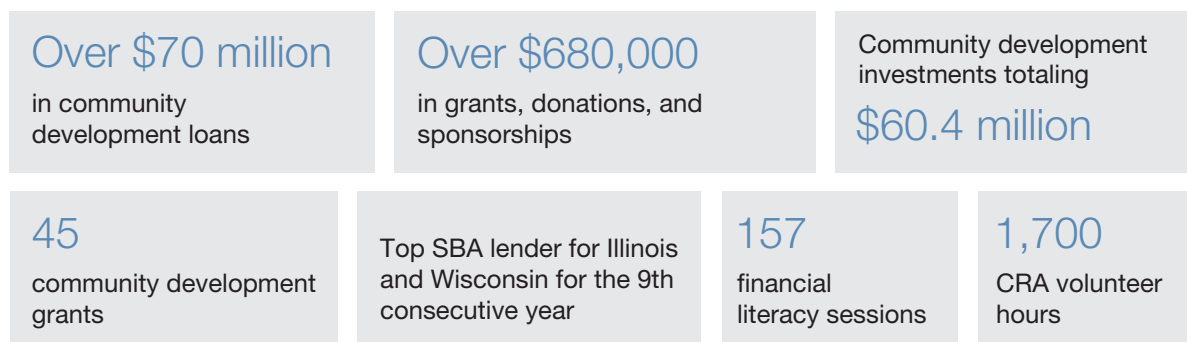 Over $70 million
in community
development loans
Over $680,000
in grants, donations, and
sponsorships
Community development
investments totaling
$60.4 million
45
community development
grants
Top SBA lender for Illinois
and Wisconsin for the 9th
consecutive year
157
financial
literacy sessions
1,700
CRA volunteer
hours